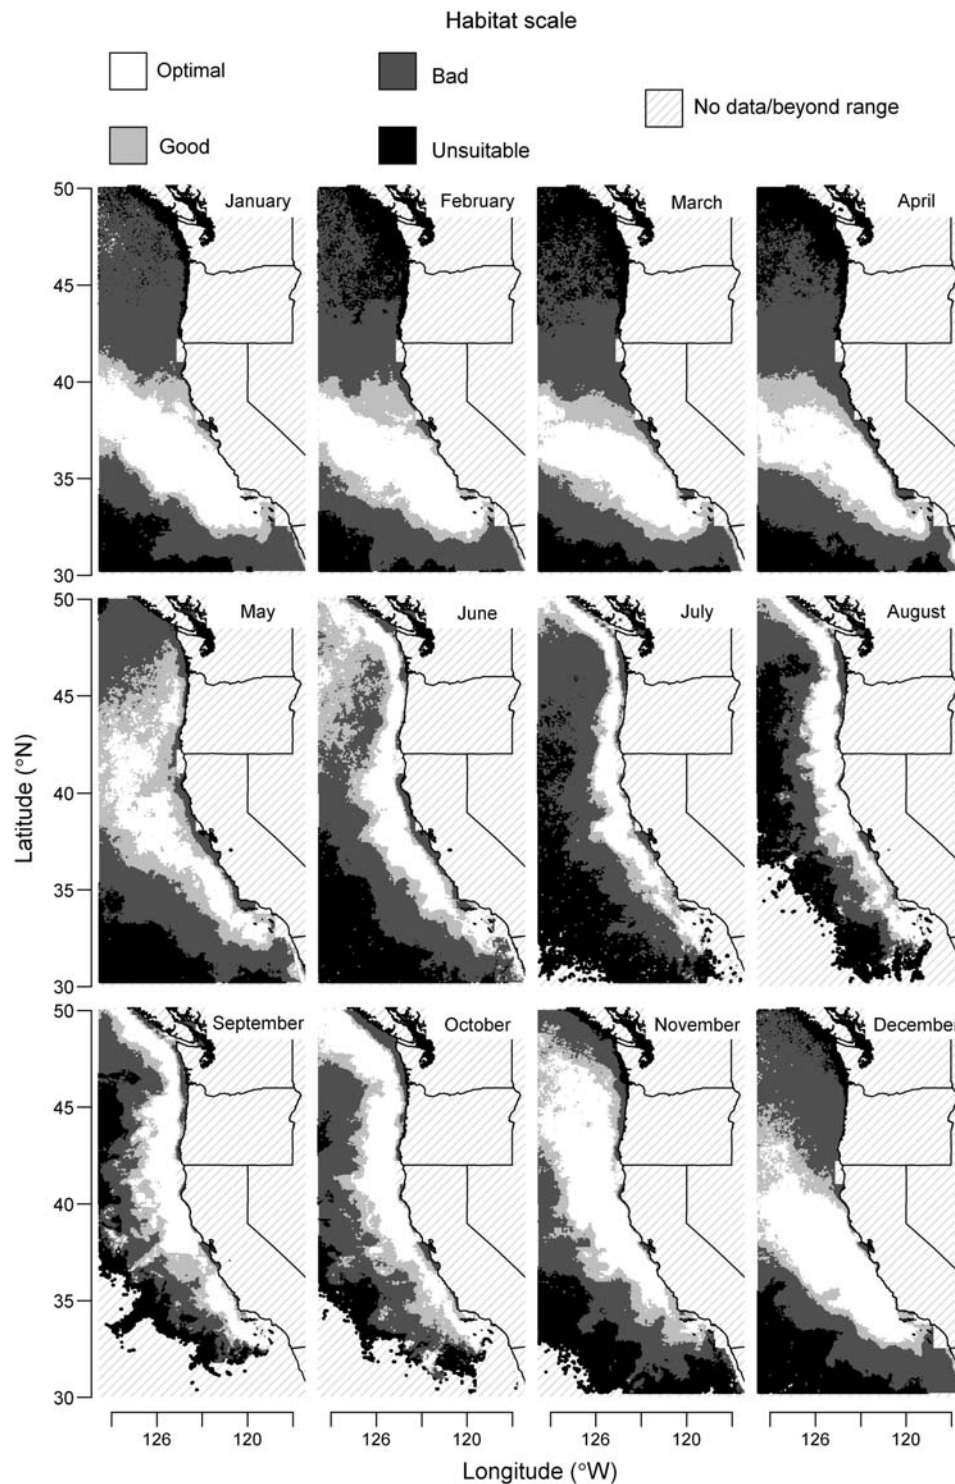 Habitat scale
Optimal
Bad
No data/beyond range
Good
Unsuitable
50
January
February
March
April
45
40
35
30
50
May
June
July
August
45
Latitude (°N)
40
35
30
50
September
October
November
December
45
40
35
30
126 120 126 120 126 120 126 120
Longitude (°W)